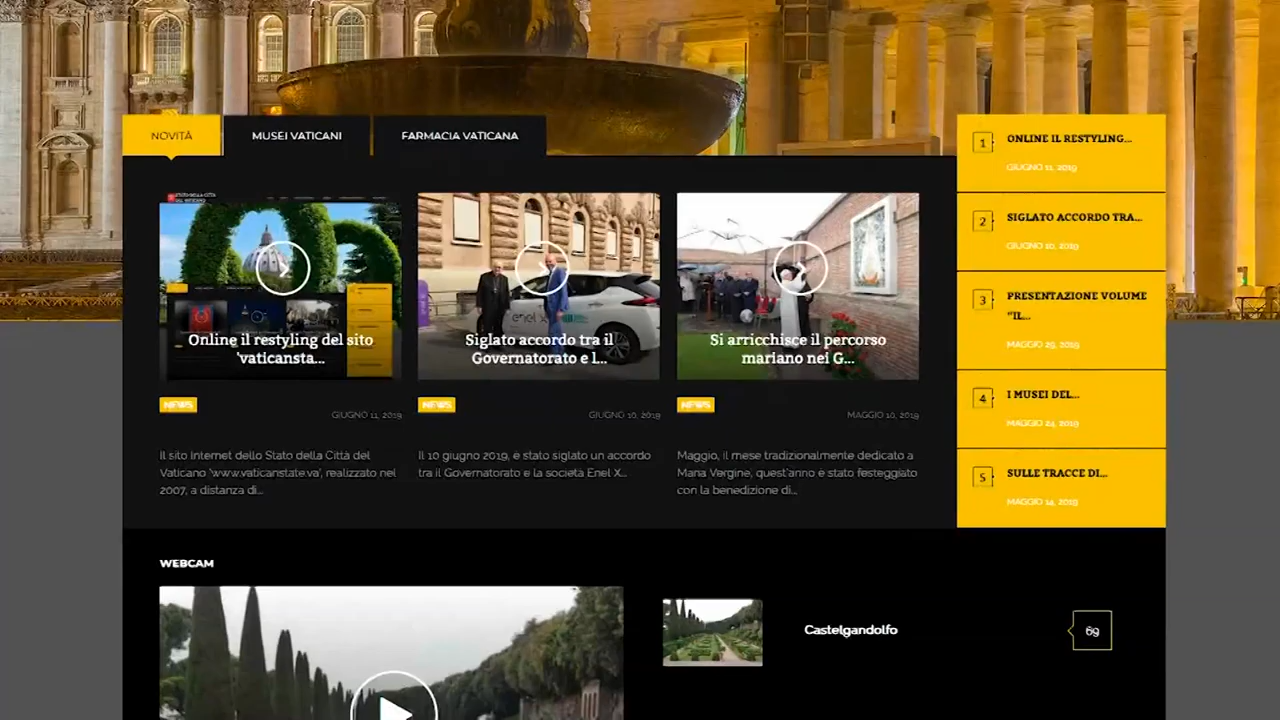 NOVITÀ
MUSEI VATICANI
FARMACIA VATICANA
Online il restyling del sito
'vaticansta...
NEWS
GIUGNO 11, 2019
Il sito Internet dello Stato della Città del
Vaticano 'www.vaticanstate.va', realizzato nel
2007, a distanza di...
enel x
Siglato accordo tra il
Governatorato e l...
NEWS
GIUGNO 10, 2019
Il 10 giugno 2019, è stato siglato un accordo
tra il Governatorato e la società Enel X...
Si arricchisce il percorso
mariano nei G...
NEWS
MAGGIO 10, 2019
Maggio, il mese tradizionalmente dedicato a
Maria Vergine, quest'anno è stato festeggiato
con la benedizione di...
1
ONLINE IL RESTYLING...
GIUGNO 11, 2019
2
SIGLATO ACCORDO TRA...
GIUGNO 10, 2019
3
PRESENTAZIONE VOLUME
"IL...
MAGGIO 29, 2019
4
I MUSEI DEL...
MAGGIO 24, 2019
5
SULLE TRACCE DI...
MAGGIO 14, 2019
WEBCAM
Castelgandolfo
69